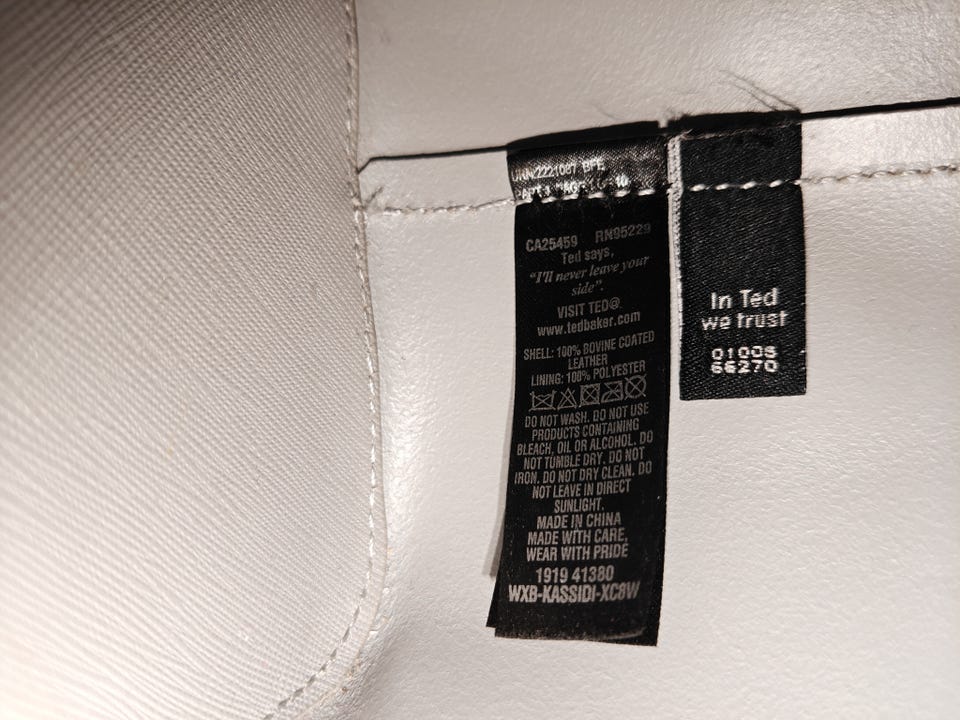 CA25459 RN95229
Ted says,
“I'll never leave your
side”.
VISIT TED@
www.tedbaker.com
SHELL: 100% BOVINE COATED
LEATHER
LINING: 100% POLYESTER
DO NOT WASH. DO NOT USE
PRODUCTS CONTAINING
BLEACH, OIL OR ALCOHOL. DO
NOT TUMBLE DRY. DO NOT
IRON. DO NOT DRY CLEAN. DO
NOT LEAVE IN DIRECT
SUNLIGHT.
MADE IN CHINA
MADE WITH CARE,
WEAR WITH PRIDE
1919 41380
WXB-KASSIDI-XC8W
In Ted
we trust
01006
66270